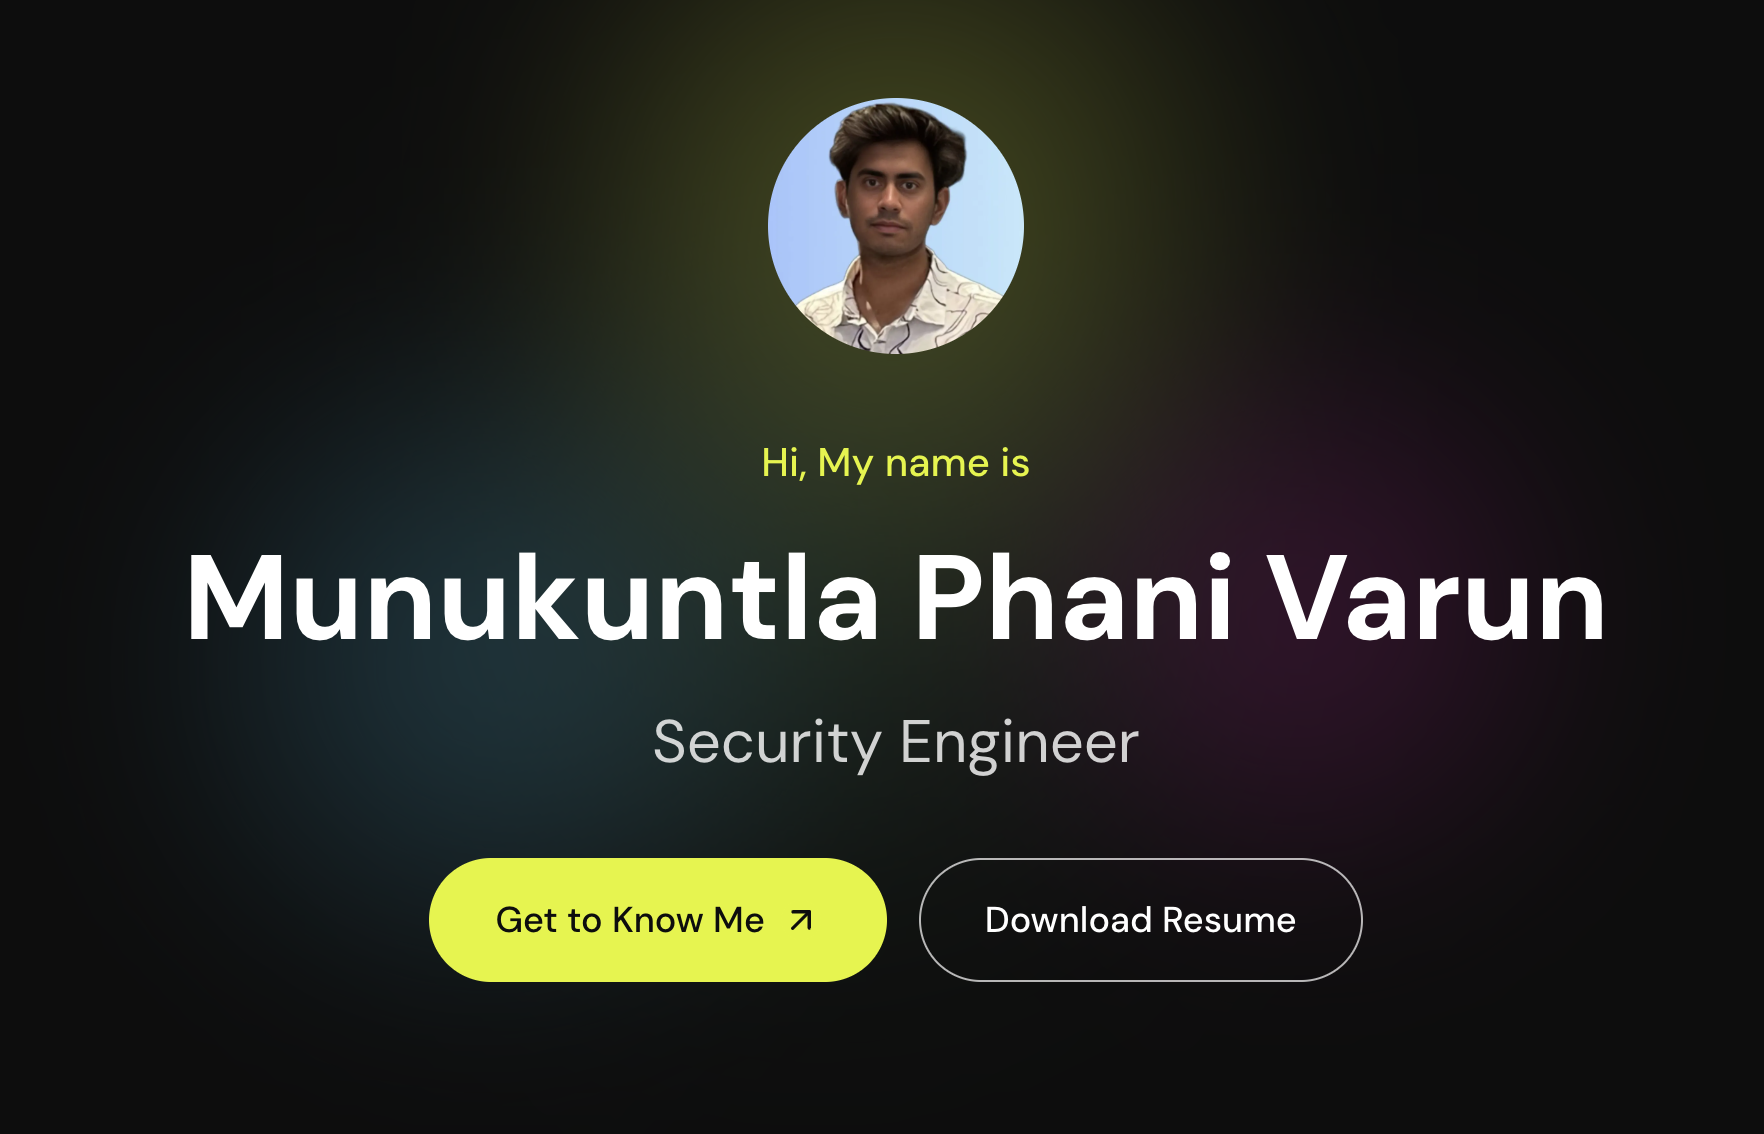 Hi, My name is
Munukuntla Phani Varun
Security Engineer
Get to Know Me
Download Resume